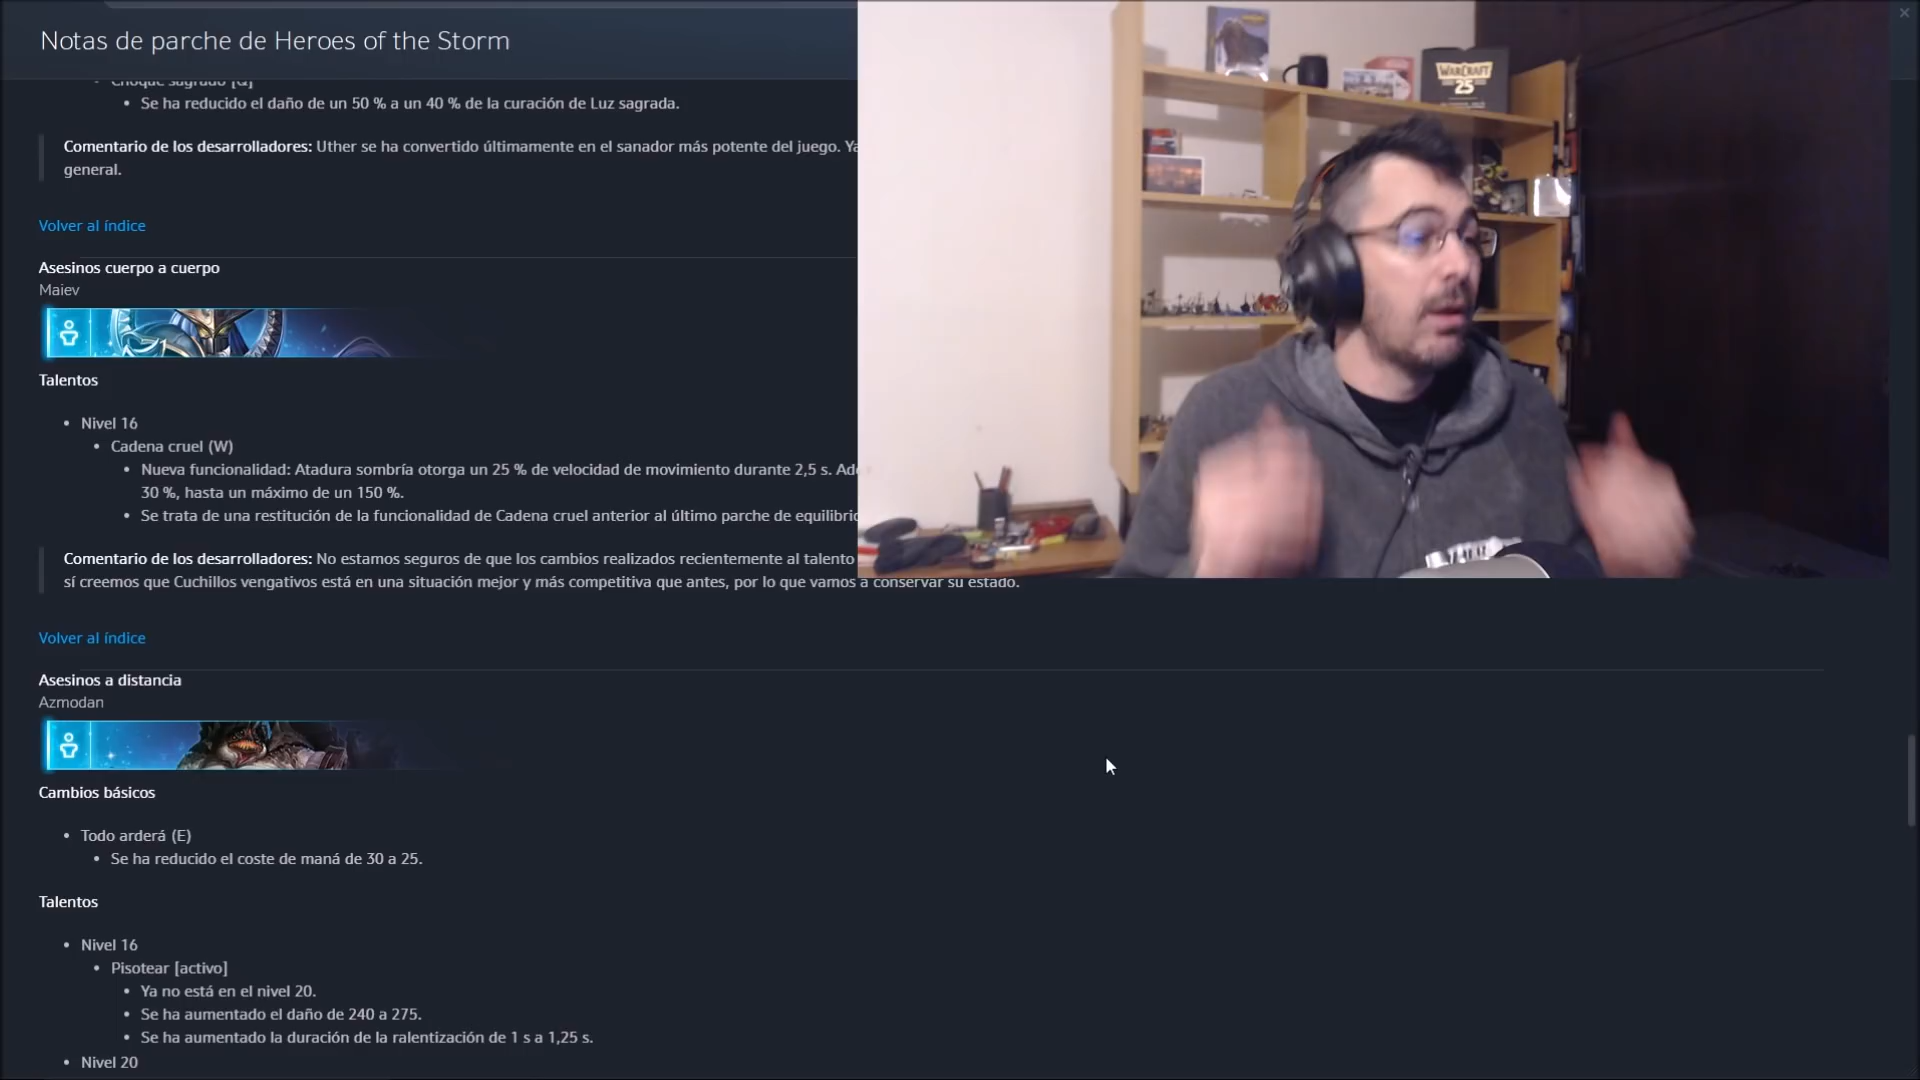 Notas de parche de Heroes of the Storm
Choque sagrado [Q]
Se ha reducido el daño de un 50 % a un 40 % de la curación de Luz sagrada.
Comentario de los desarrolladores: Uther se ha convertido últimamente en el sanador más potente del juego. Ya
general.
Volver al índice
Asesinos cuerpo a cuerpo
Maiev
Talentos
Nivel 16
Cadena cruel (W)
Nueva funcionalidad: Atadura sombría otorga un 25 % de velocidad de movimiento durante 2,5 s.
30 %, hasta un máximo de un 150 %.
Se trata de una restitución de la funcionalidad de Cadena cruel anterior al último parche de equilibrio
Comentario de los desarrolladores: No estamos seguros de que los cambios realizados recientemente al talento
sí creemos que Cuchillos vengativos está en una situación mejor y más competitiva que antes, por lo que vamos a conservar su estado.
Volver al índice
Asesinos a distancia
Azmodan
Cambios básicos
Todo arderá (E)
Se ha reducido el coste de maná de 30 a 25.
Talentos
Nivel 16
Pisotear [activo]
Ya no está en el nivel 20.
Se ha aumentado el daño de 240 a 275.
Se ha aumentado la duración de la ralentización de 1 s a 1,25 s.
Nivel 20
WARCRAFT
25